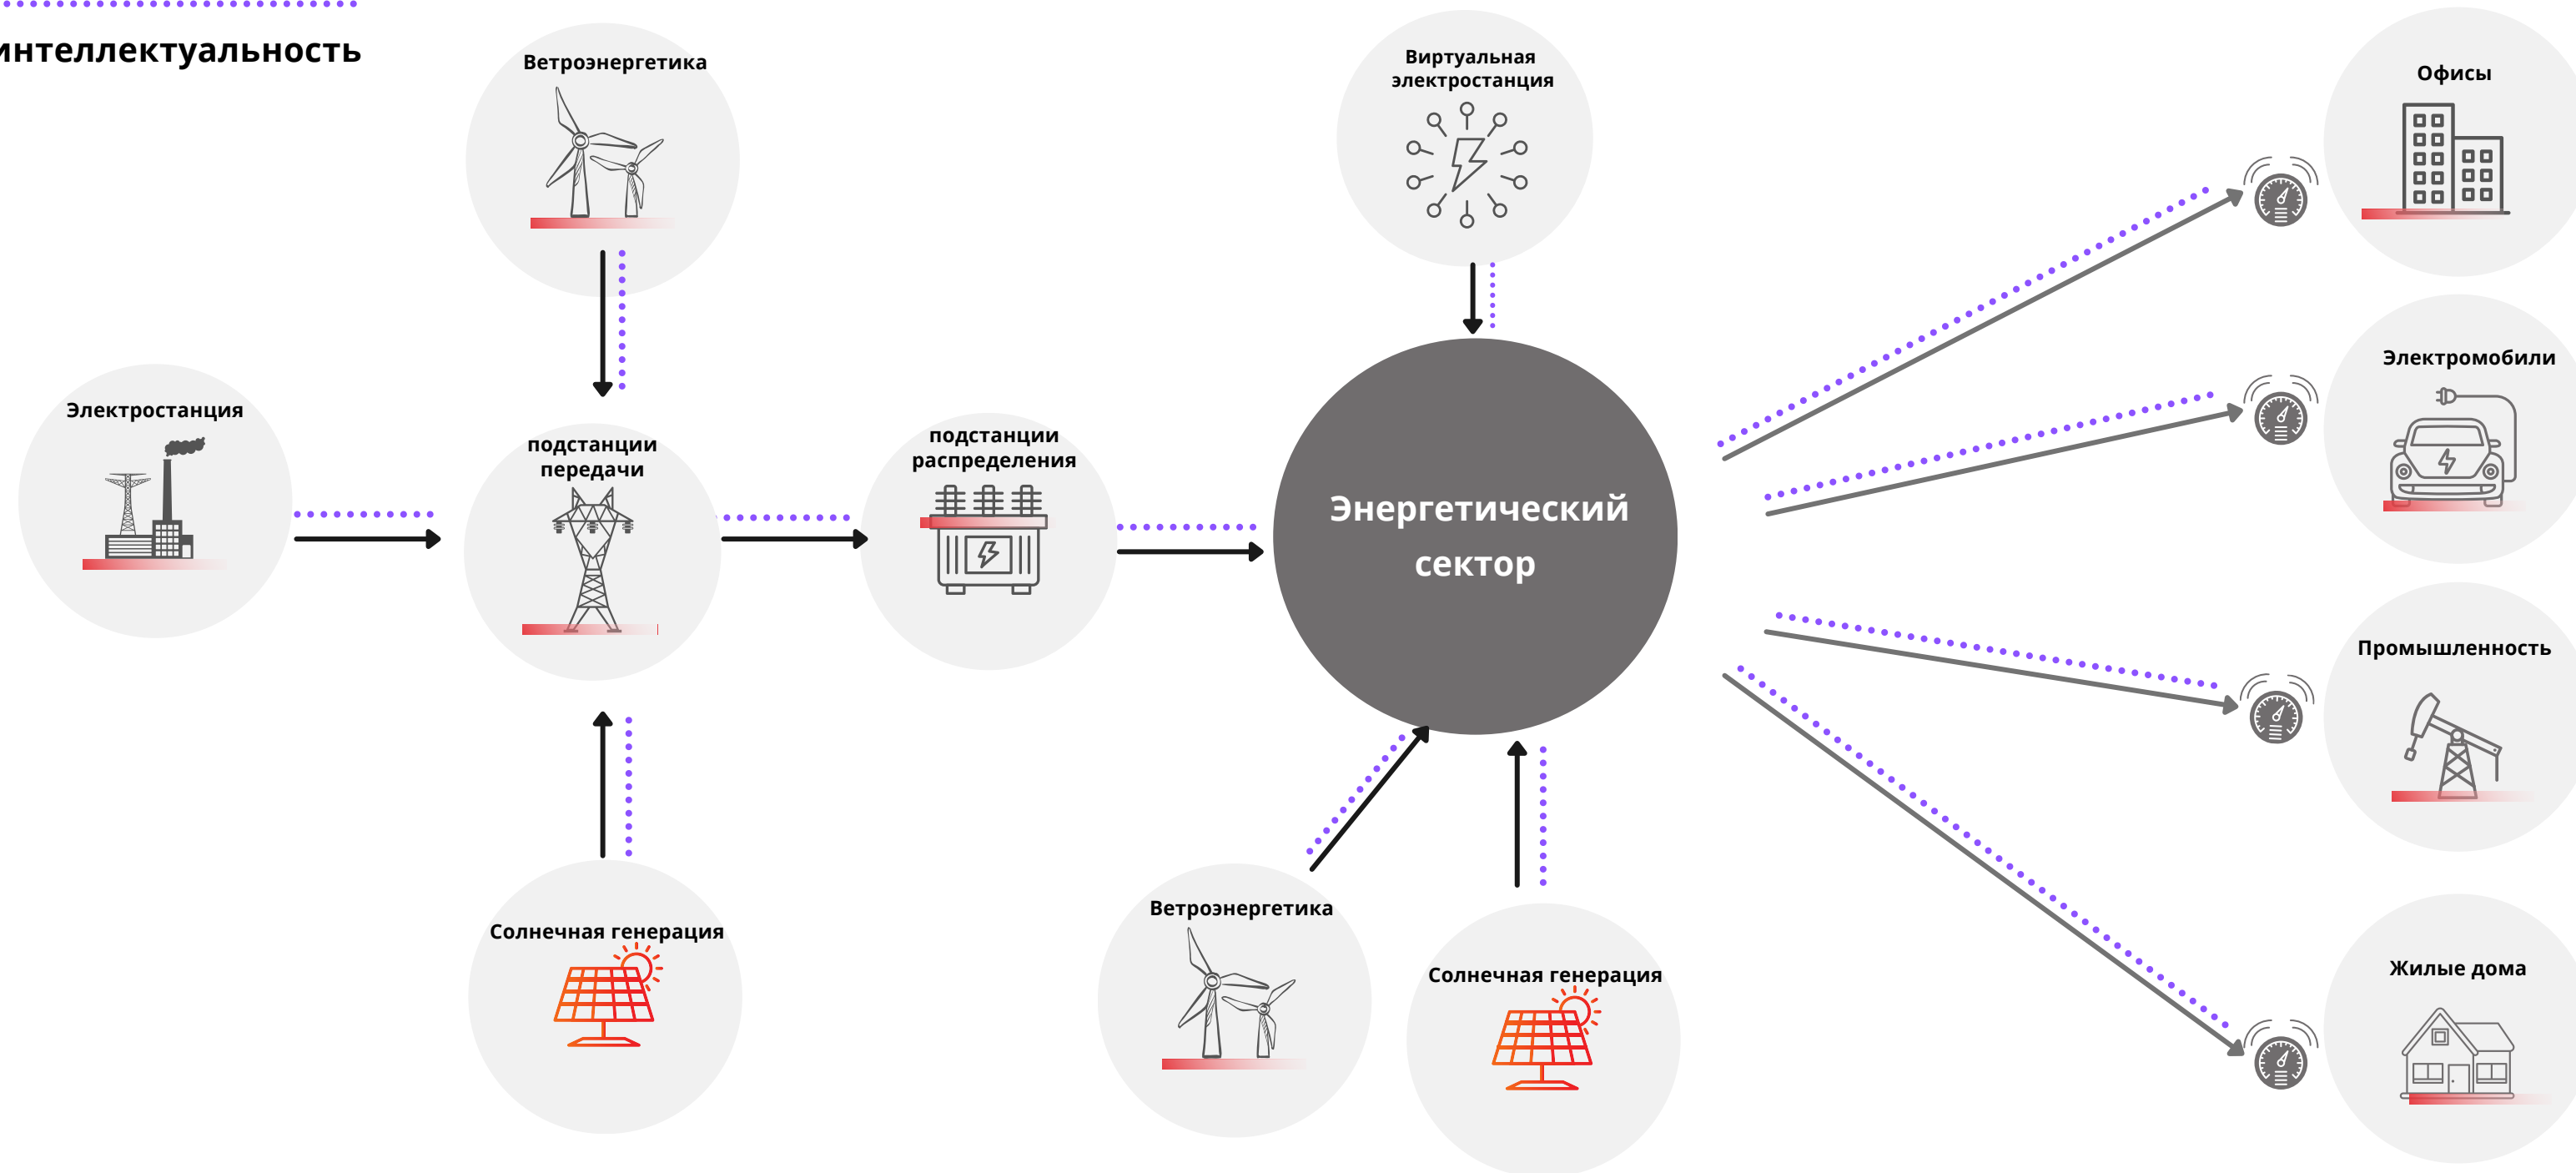 интеллектуальность
Ветроэнергетика
Виртуальная
электростанция
Офисы
Электромобили
Электростанция
подстанции
передачи
подстанции
распределения
Энергетический
сектор
Промышленность
Солнечная генерация
Ветроэнергетика
Солнечная генерация
Жилые дома